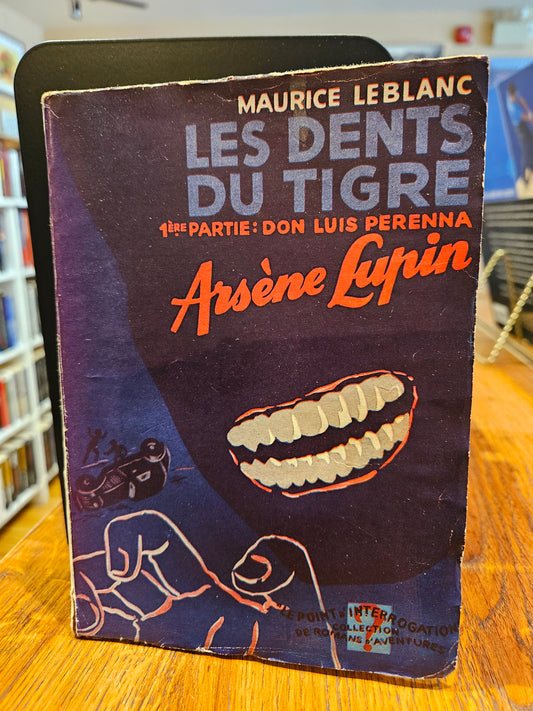 MAURICE LEBLANC
LES DENTS
DU TIGRE
1ÈRE PARTIE: DON LUIS PERENNA
Arsène Lupin
LE POINT D'INTERROGATION
?
COLLECTION
DE ROMANS D'AVENTURES